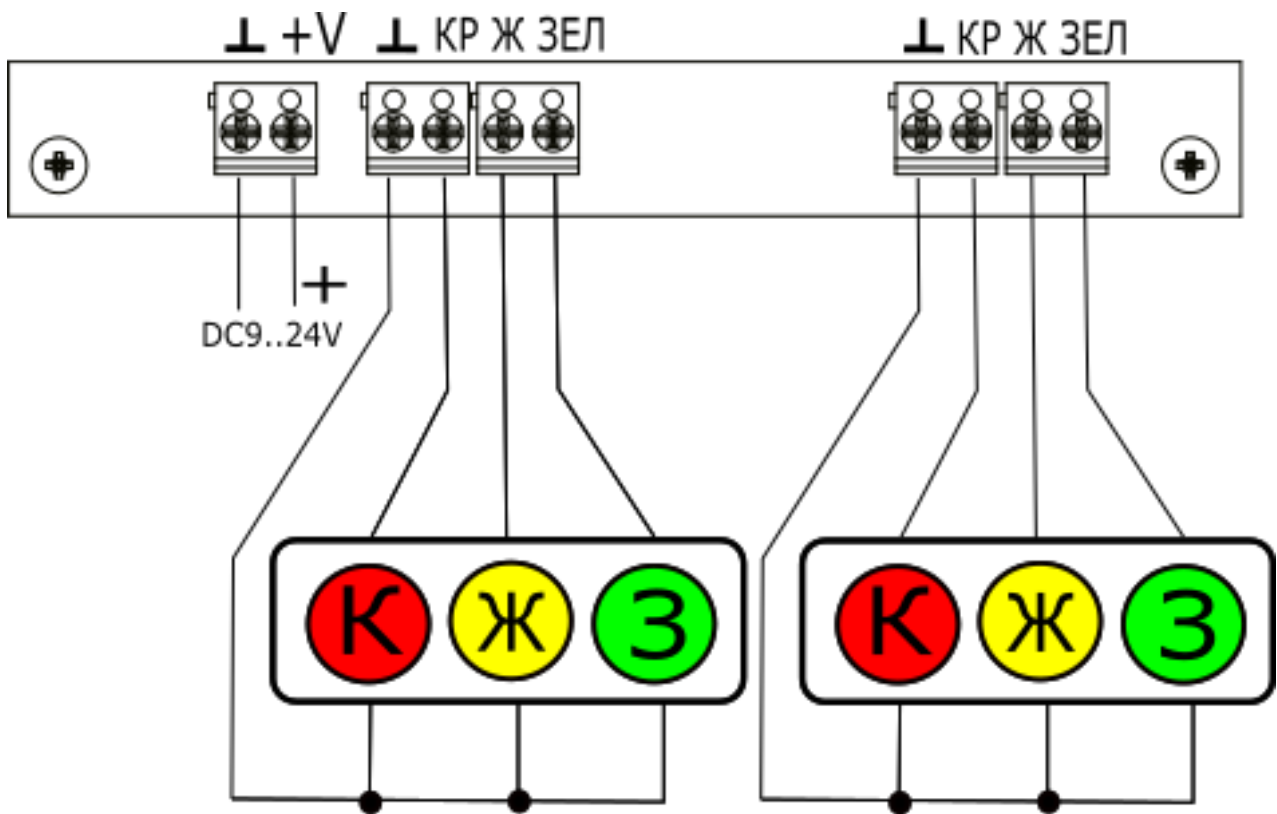 ⊥ +V ⊥ КР Ж ЗЕЛ ⊥ КР Ж ЗЕЛ
+
DC9..24V
К Ж З К Ж З